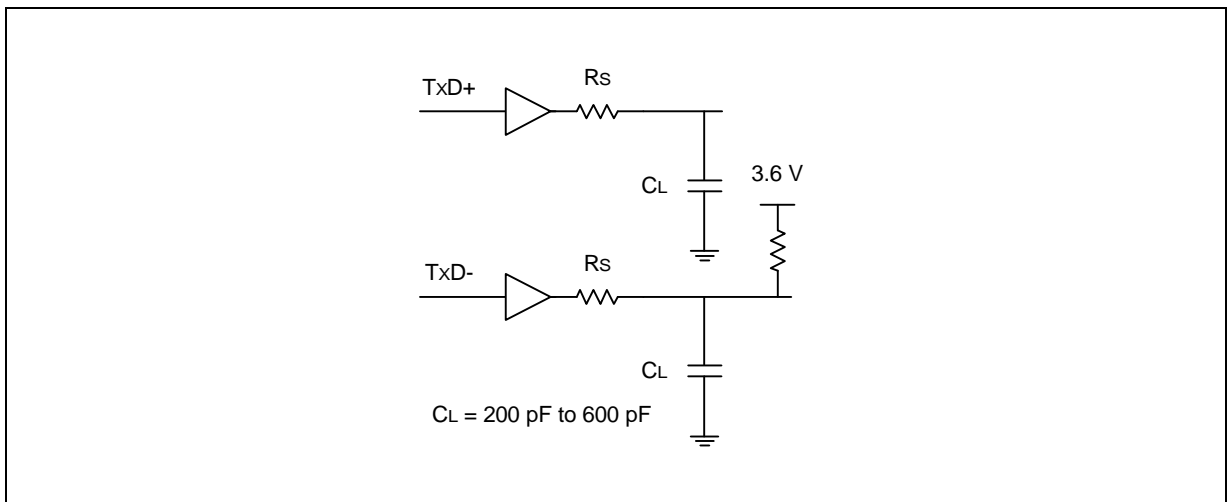 TxD+
Rs
CL
3.6 V
TxD-
Rs
CL
CL = 200 pF to 600 pF